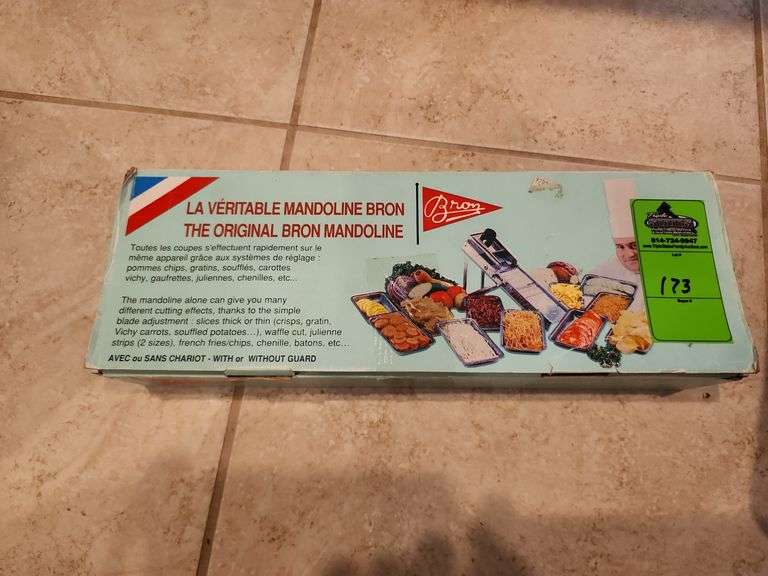 LA VÉRITABLE MANDOLINE BRON
THE ORIGINAL BRON MANDOLINE
Toutes les coupes s'effectuent rapidement sur le
même appareil grâce aux systèmes de réglage :
pommes chips, gratins, soufflés, carottes
vichy, gaufrettes, juliennes, chenilles, etc...
The mandoline alone can give you many
different cutting effects, thanks to the simple
blade adjustment : slices thick or thin (crisps, gratin,
Vichy carrots, souffled potatoes...), waffle cut, julienne
strips (2 sizes), french fries/chips, chenille, batons, etc...
AVEC ou SANS CHARIOT - WITH or WITHOUT GUARD
Bron
814-734-9947
173